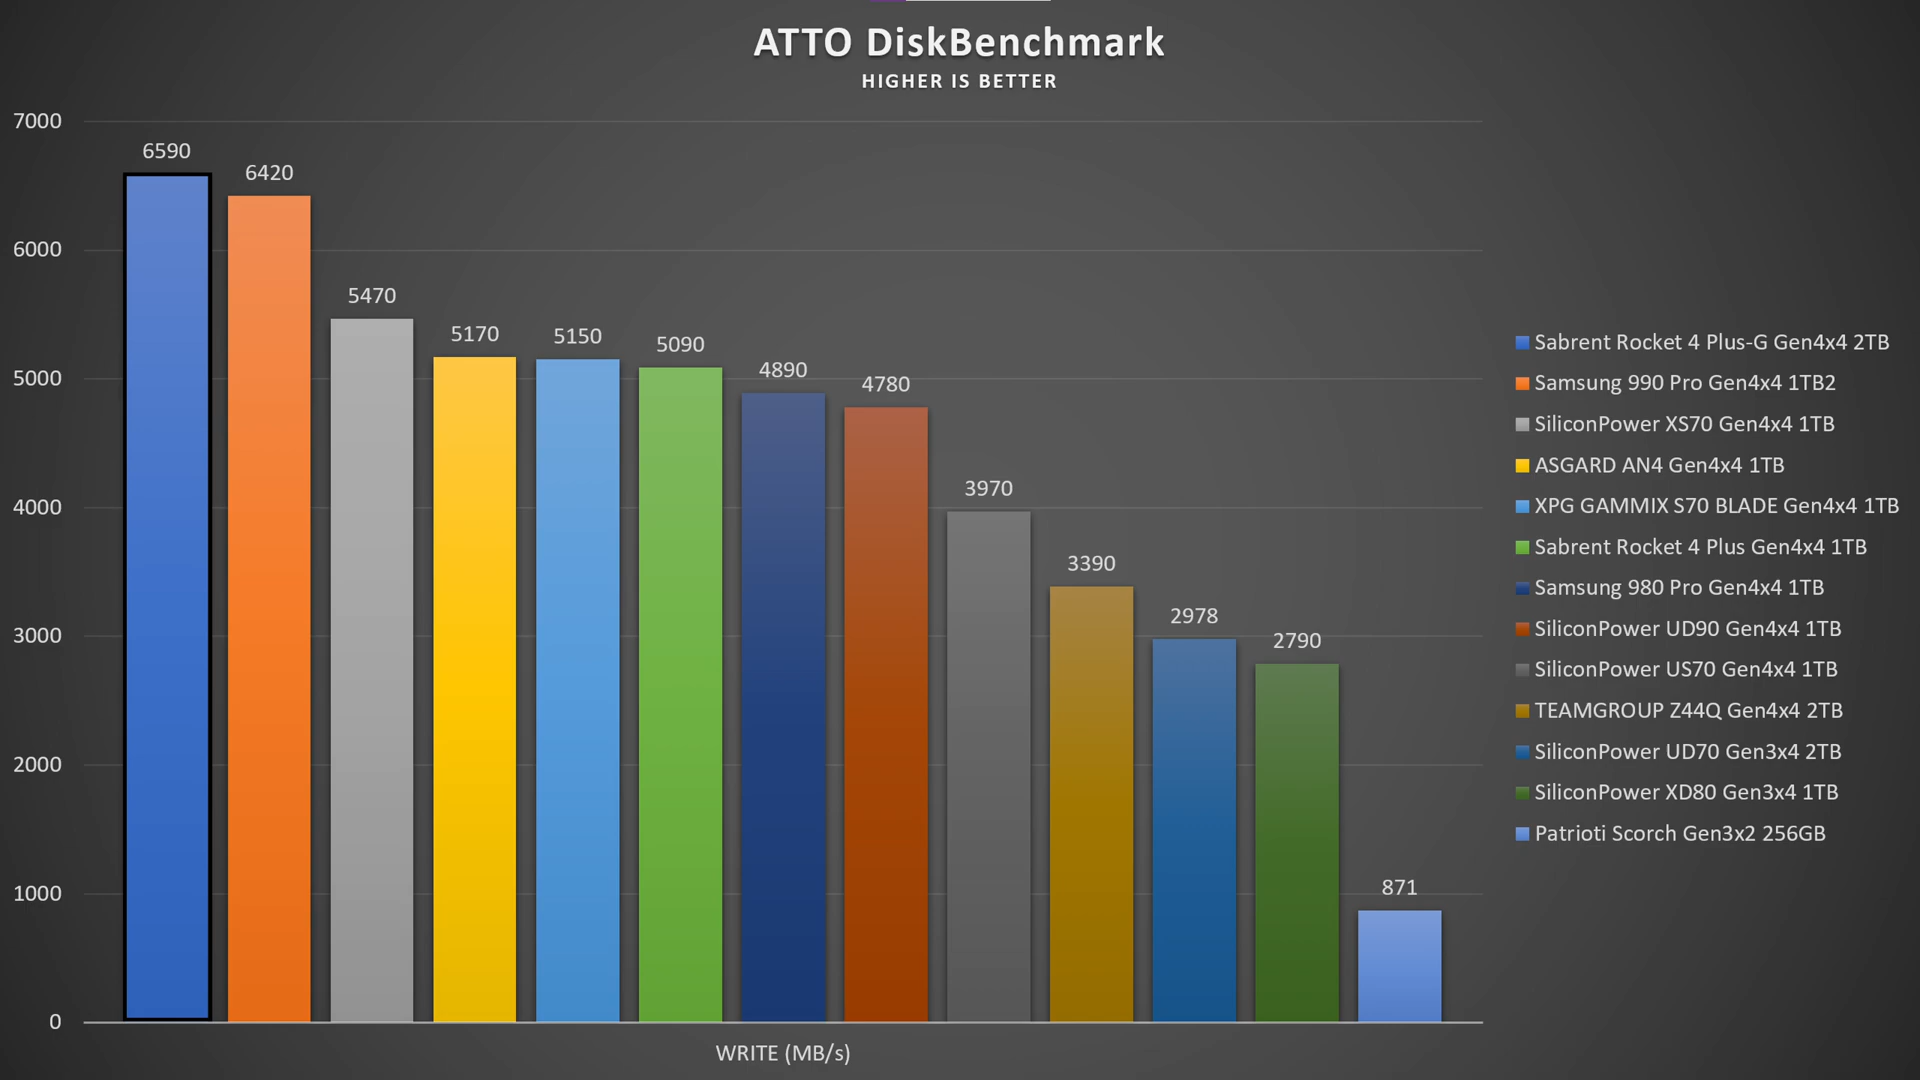 ATTO DiskBenchmark
HIGHER IS BETTER
7000
6000
5000
4000
3000
2000
1000
0
6590
6420
5470
5170
5150
5090
4890
4780
3970
3390
2978
2790
871
WRITE (MB/s)
Sabrent Rocket 4 Plus-G Gen4x4 2TB
Samsung 990 Pro Gen4x4 1TB2
SiliconPower XS70 Gen4x4 1TB
ASGARD AN4 Gen4x4 1TB
XPG GAMMIX S70 BLADE Gen4x4 1TB
Sabrent Rocket 4 Plus Gen4x4 1TB
Samsung 980 Pro Gen4x4 1TB
SiliconPower UD90 Gen4x4 1TB
SiliconPower US70 Gen4x4 1TB
TEAMGROUP Z44Q Gen4x4 2TB
SiliconPower UD70 Gen3x4 2TB
SiliconPower XD80 Gen3x4 1TB
Patrioti Scorch Gen3x2 256GB